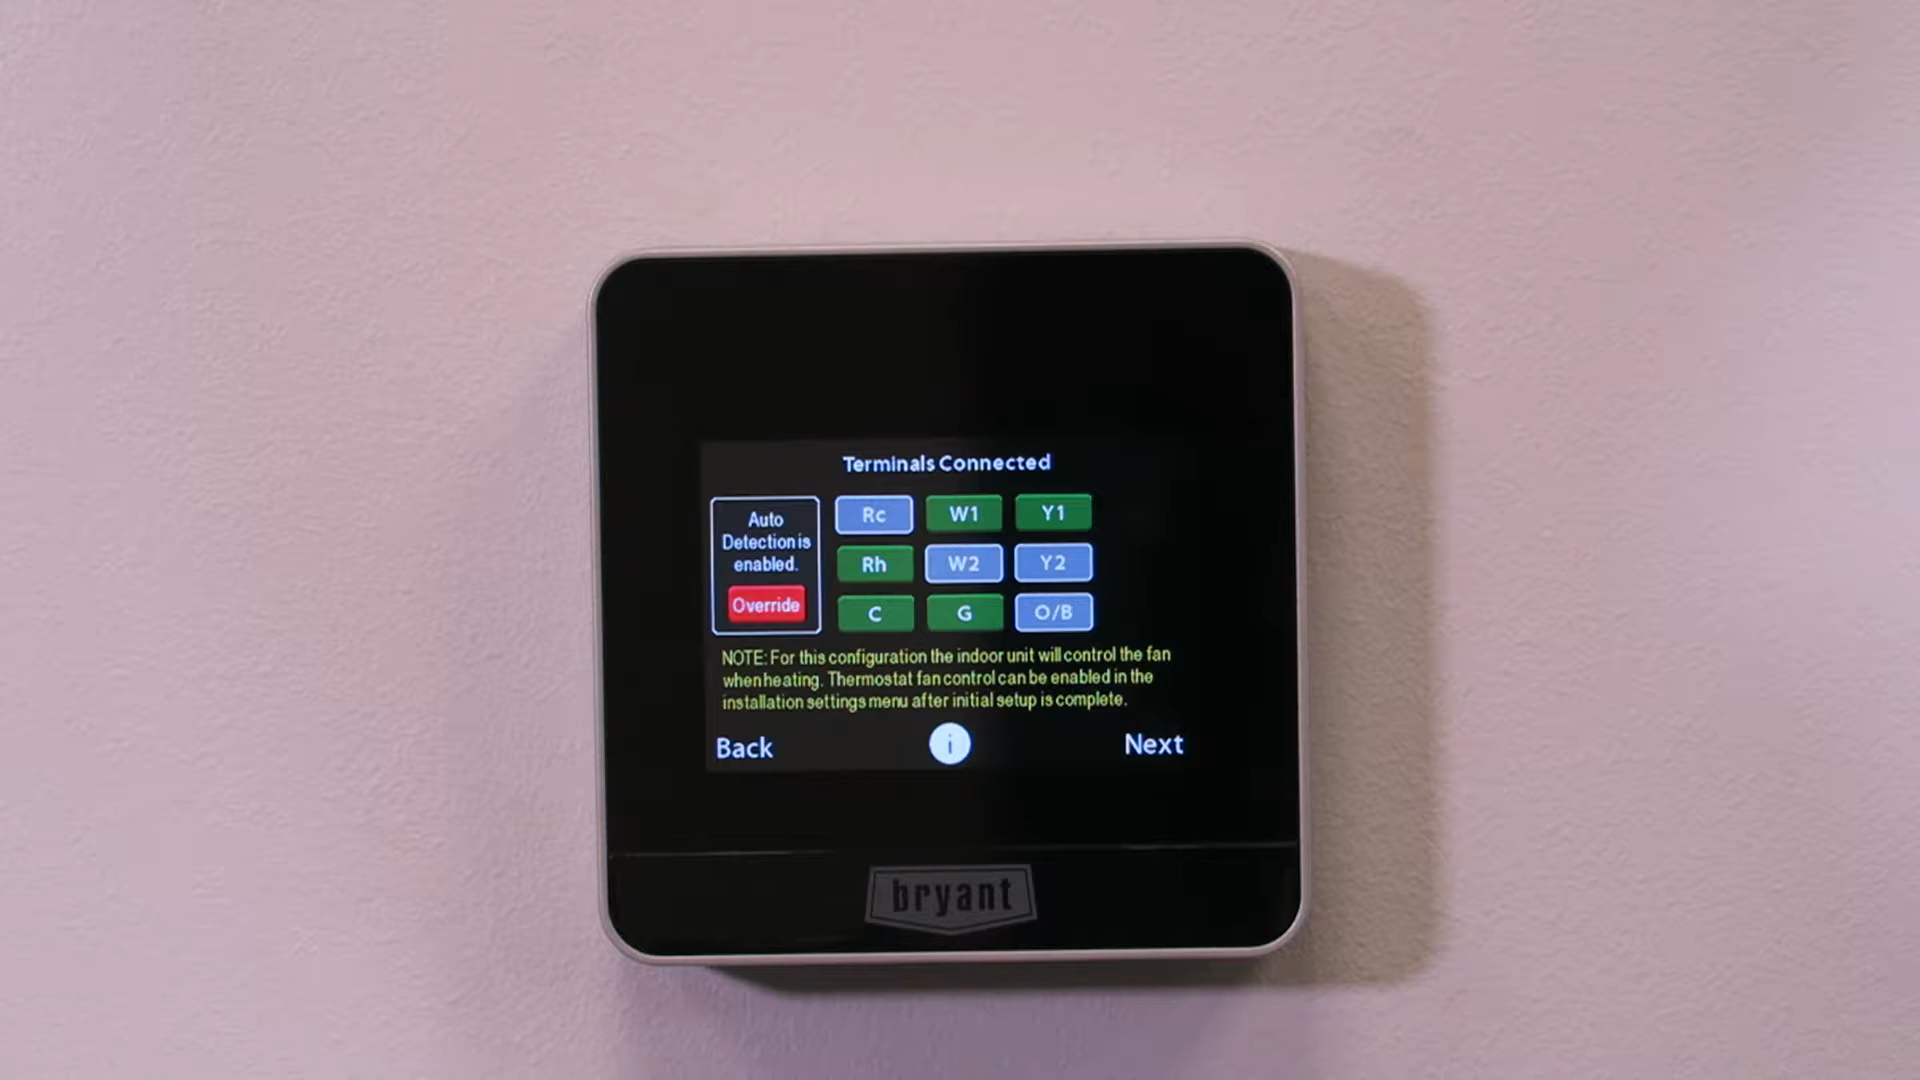 Terminals Connected
Auto
Detection is
enabled.
Override
Rc W1 Y1
Rh W2 Y2
C G O/B
NOTE: For this configuration the indoor unit will control the fan
when heating. Thermostat fan control can be enabled in the
installation settings menu after initial setup is complete.
Back i Next
bryant